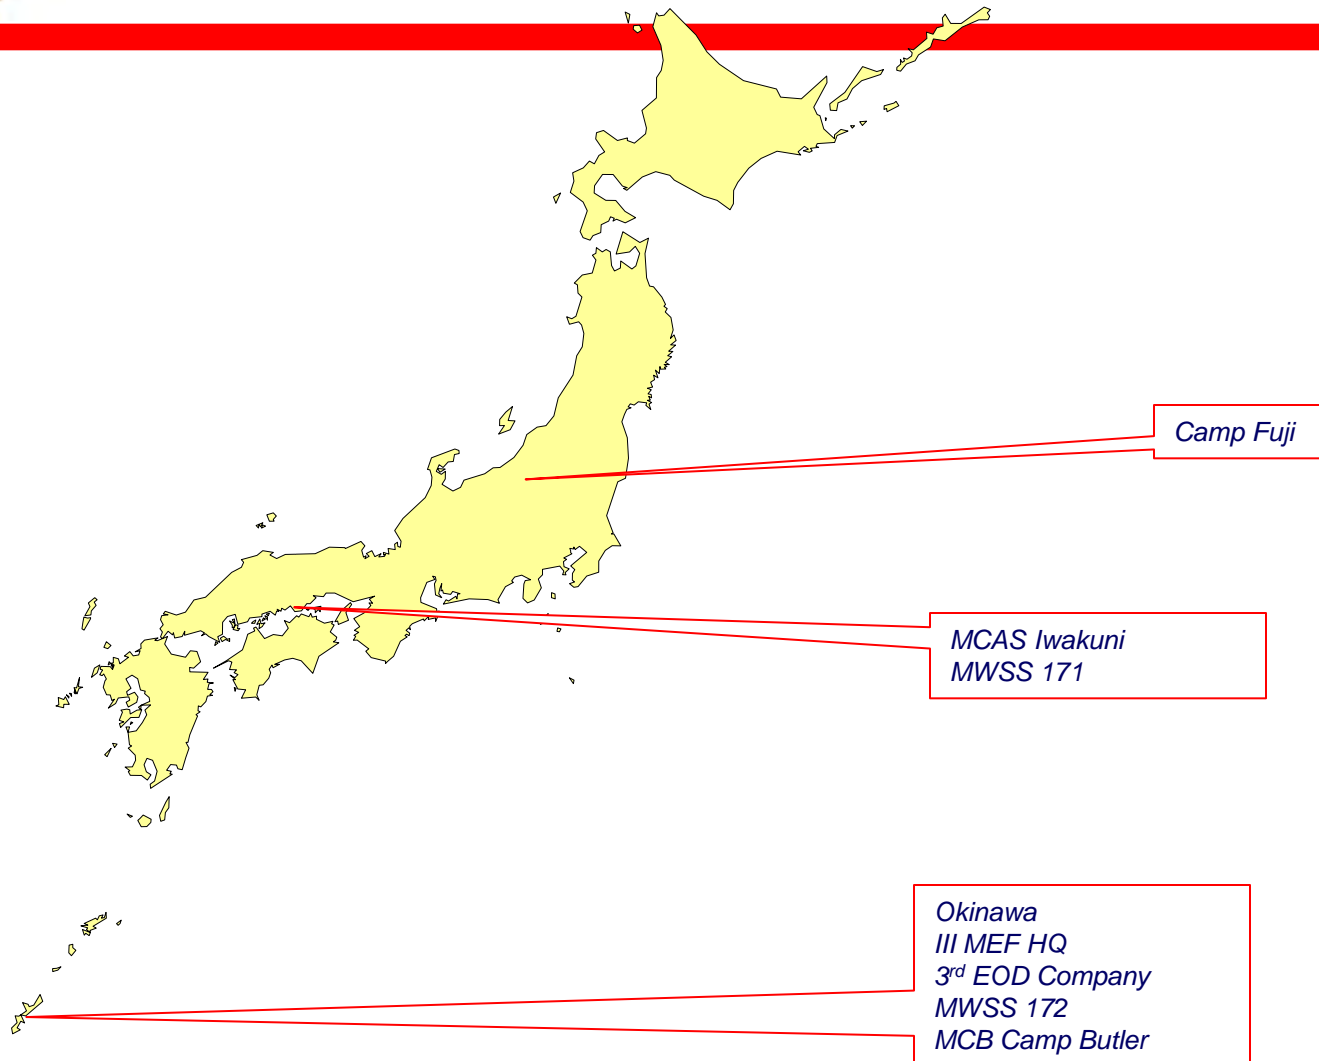 Camp Fuji
MCAS Iwakuni
MWSS 171
Okinawa
III MEF HQ
3rd EOD Company
MWSS 172
MCB Camp Butler